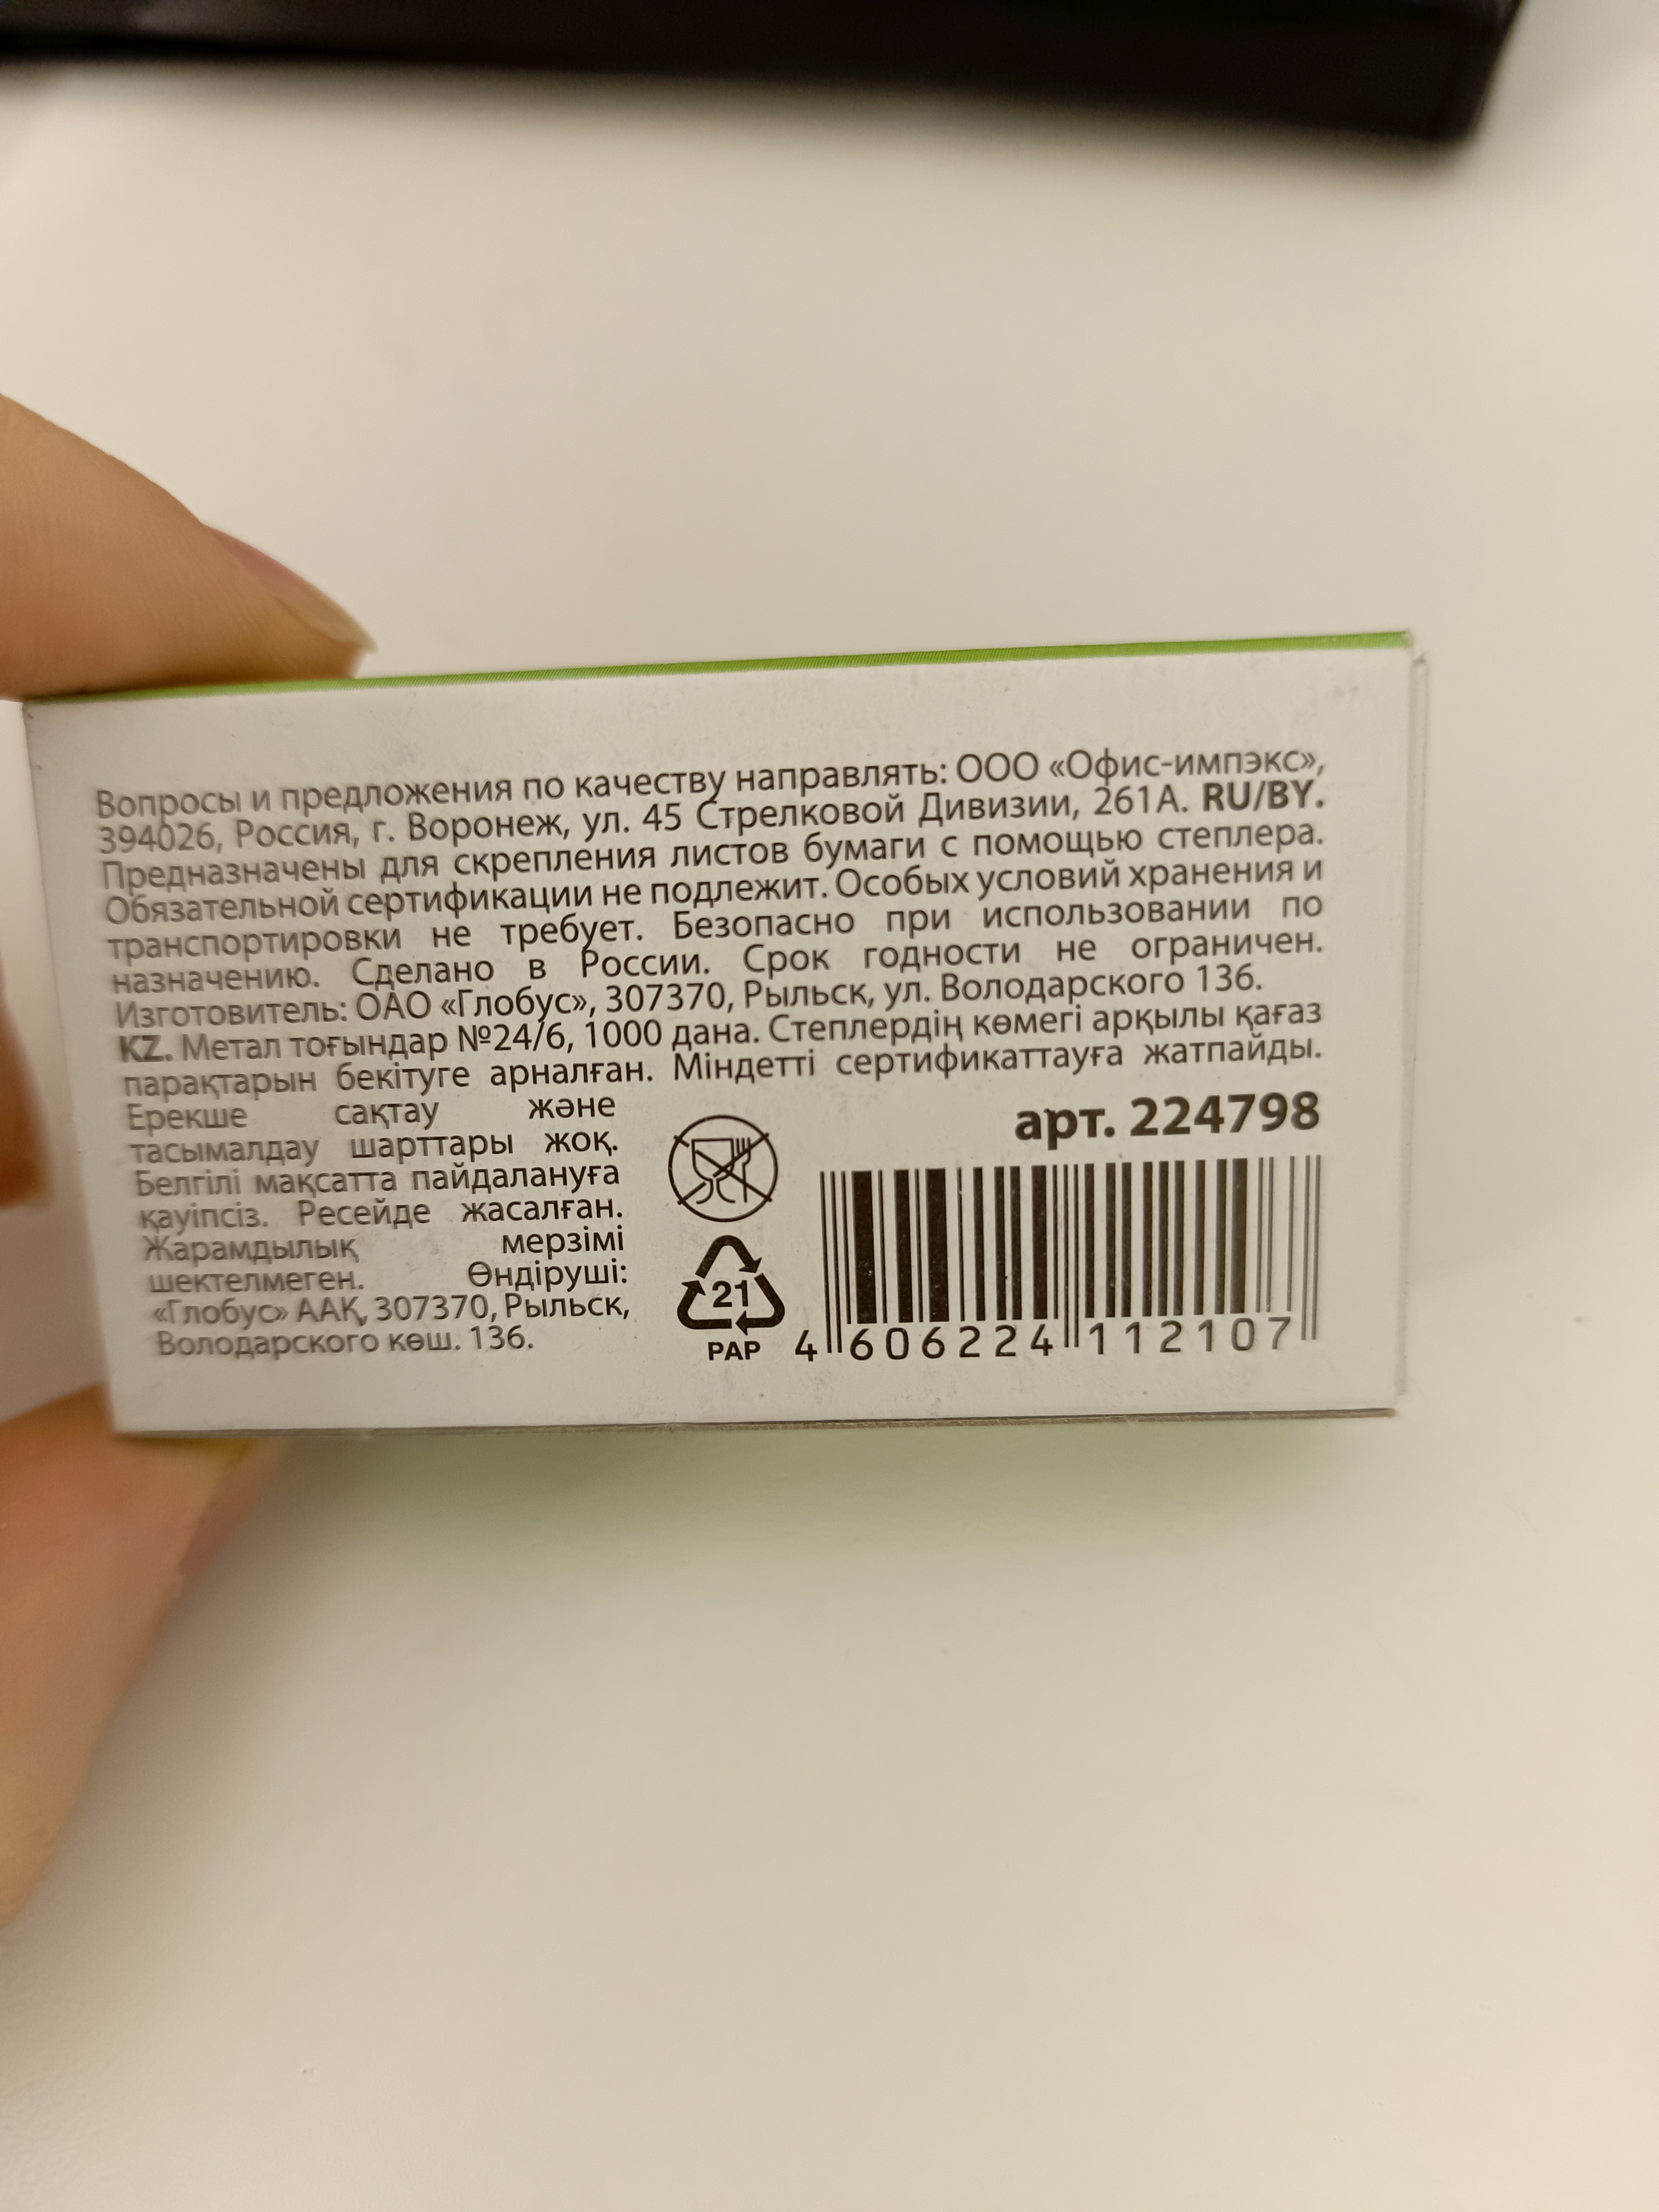 Вопросы и предложения по качеству направлять: ООО «Офис-импэкс»,
394026, Россия, г. Воронеж, ул. 45 Стрелковой Дивизии, 261А. RU/BY.
Предназначены для скрепления листов бумаги с помощью степлера.
Обязательной сертификации не подлежит. Особых условий хранения и
транспортировки не требует. Безопасно при использовании по
назначению. Сделано в России. Срок годности не ограничен.
Изготовитель: ОАО «Глобус», 307370, Рыльск, ул. Володарского 136.
KZ. Метал тоғындар №24/6, 1000 дана. Степлердің көмегі арқылы қағаз
парақтарын бекітуге арналған. Міндетті сертификаттауға жатпайды.
Ерекше сақтау және
тасымалдау шарттары жоқ.
Белгілі мақсатта пайдалануға
қауіпсіз. Ресейде жасалған.
Жарамдылық мерзімі
шектелмеген. Өндіруші:
«Глобус» ААҚ, 307370, Рыльск,
Володарского көш. 136.
21
PAP
арт. 224798
4 606224 112107